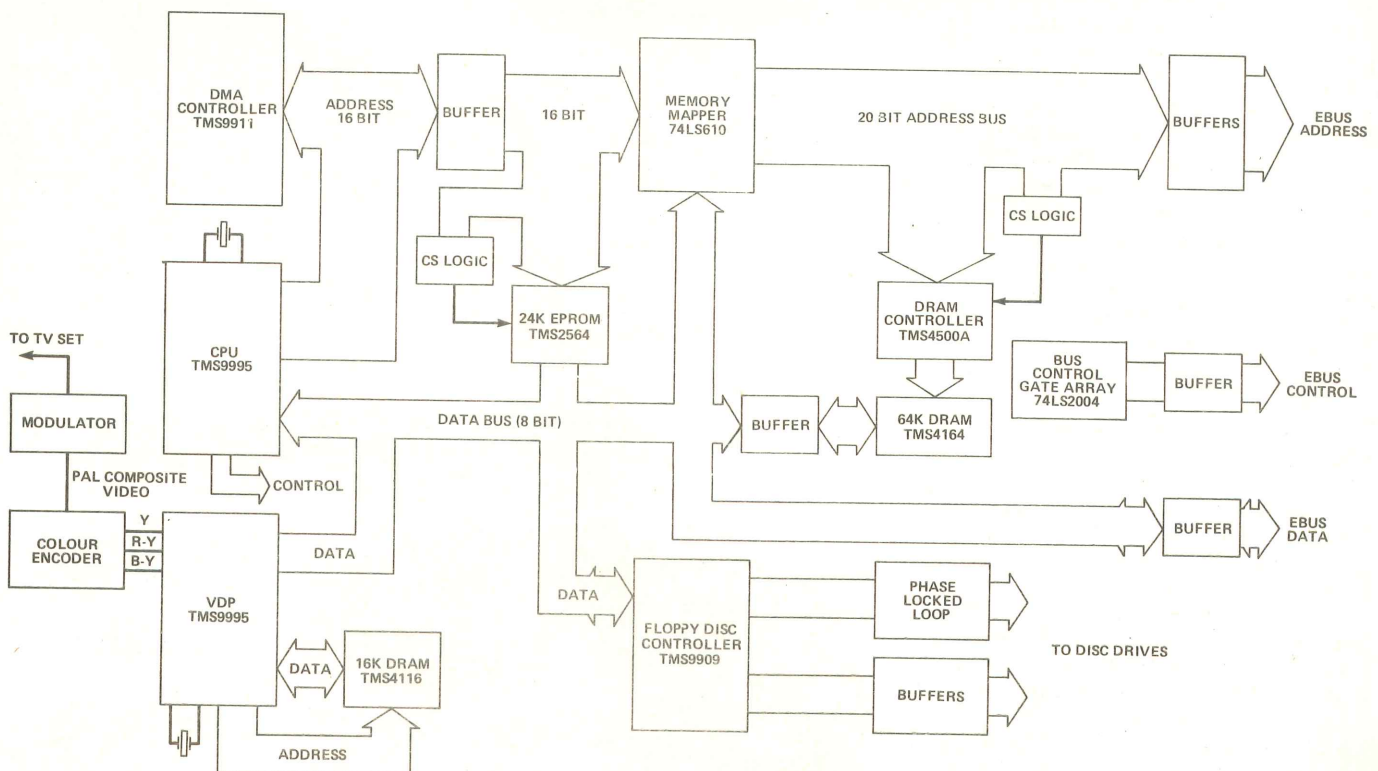 DMA
CONTROLLER
TMS9911
ADDRESS
16 BIT
BUFFER
16 BIT
MEMORY
MAPPER
74LS610
20 BIT ADDRESS BUS
BUFFERS
EBUS
ADDRESS
CS LOGIC
CS LOGIC
24K EPROM
TMS2564
DRAM
CONTROLLER
TMS4500A
TO TV SET
CPU
TMS9995
BUS
CONTROL
GATE ARRAY
74LS2004
BUFFER
EBUS
CONTROL
MODULATOR
DATA BUS (8 BIT)
BUFFER
64K DRAM
TMS4164
PAL COMPOSITE
VIDEO
CONTROL
COLOUR
ENCODER
Y
R-Y
B-Y
DATA
BUFFER
EBUS
DATA
VDP
TMS9995
DATA
FLOPPY DISC
CONTROLLER
TMS9909
PHASE
LOCKED
LOOP
TO DISC DRIVES
DATA
16K DRAM
TMS4116
BUFFERS
ADDRESS